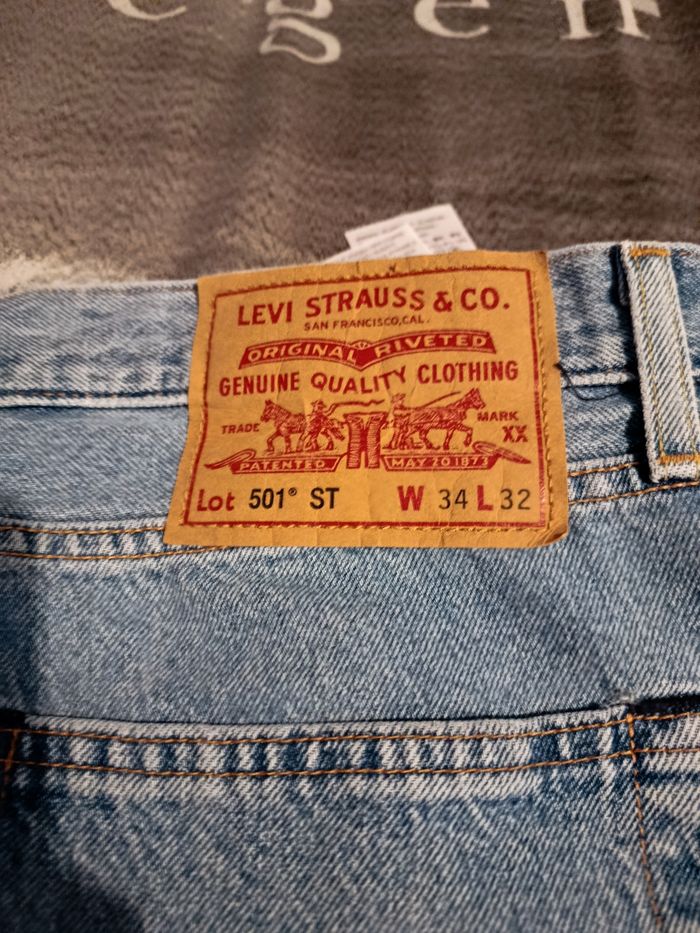 egen
LEVI STRAUSS & CO.
SAN FRANCISCO, CAL.
ORIGINAL RIVETED
GENUINE QUALITY CLOTHING
TRADE MARK
XX
PATENTED MAY 20 1873
Lot 501® ST W 34 L 32